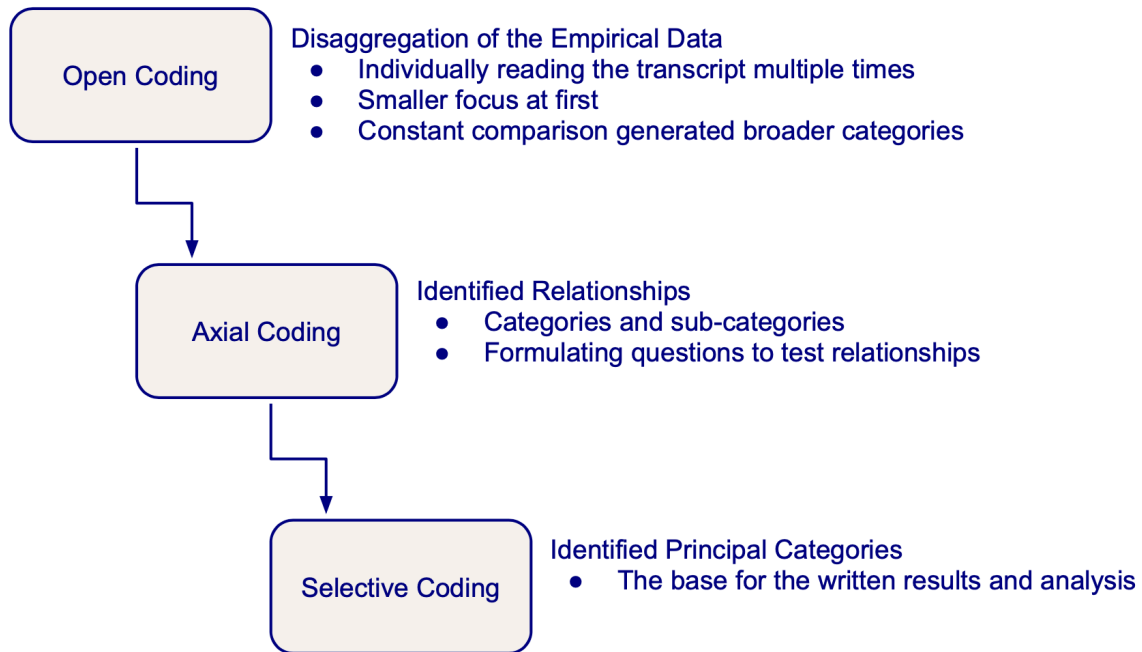 Open Coding
Disaggregation of the Empirical Data
● Individually reading the transcript multiple times
● Smaller focus at first
● Constant comparison generated broader categories
Axial Coding
Identified Relationships
● Categories and sub-categories
● Formulating questions to test relationships
Selective Coding
Identified Principal Categories
● The base for the written results and analysis